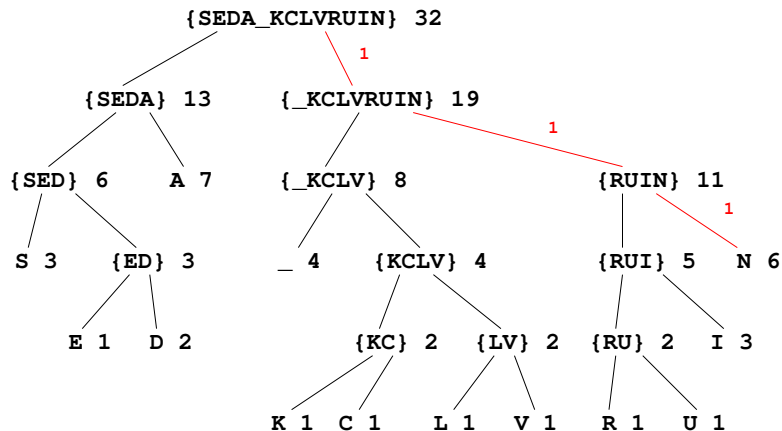 {SEDA_KCLVRUIN} 32
1
{SEDA} 13 {_KCLVRUIN} 19
1
{SED} 6 A 7 {_KCLV} 8 {RUIN} 11
1
S 3 {ED} 3 _ 4 {KCLV} 4 {RUI} 5 N 6
E 1 D 2 {KC} 2 {LV} 2 {RU} 2 I 3
K 1 C 1 L 1 V 1 R 1 U 1